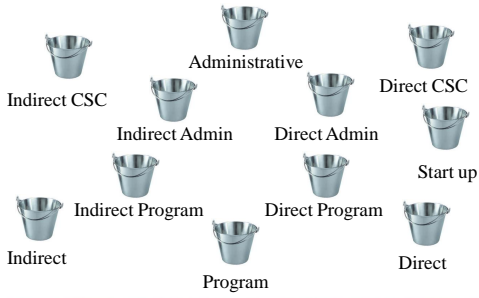 Administrative
Indirect CSC
Direct CSC
Indirect Admin
Direct Admin
Start up
Indirect Program
Direct Program
Indirect
Direct
Program